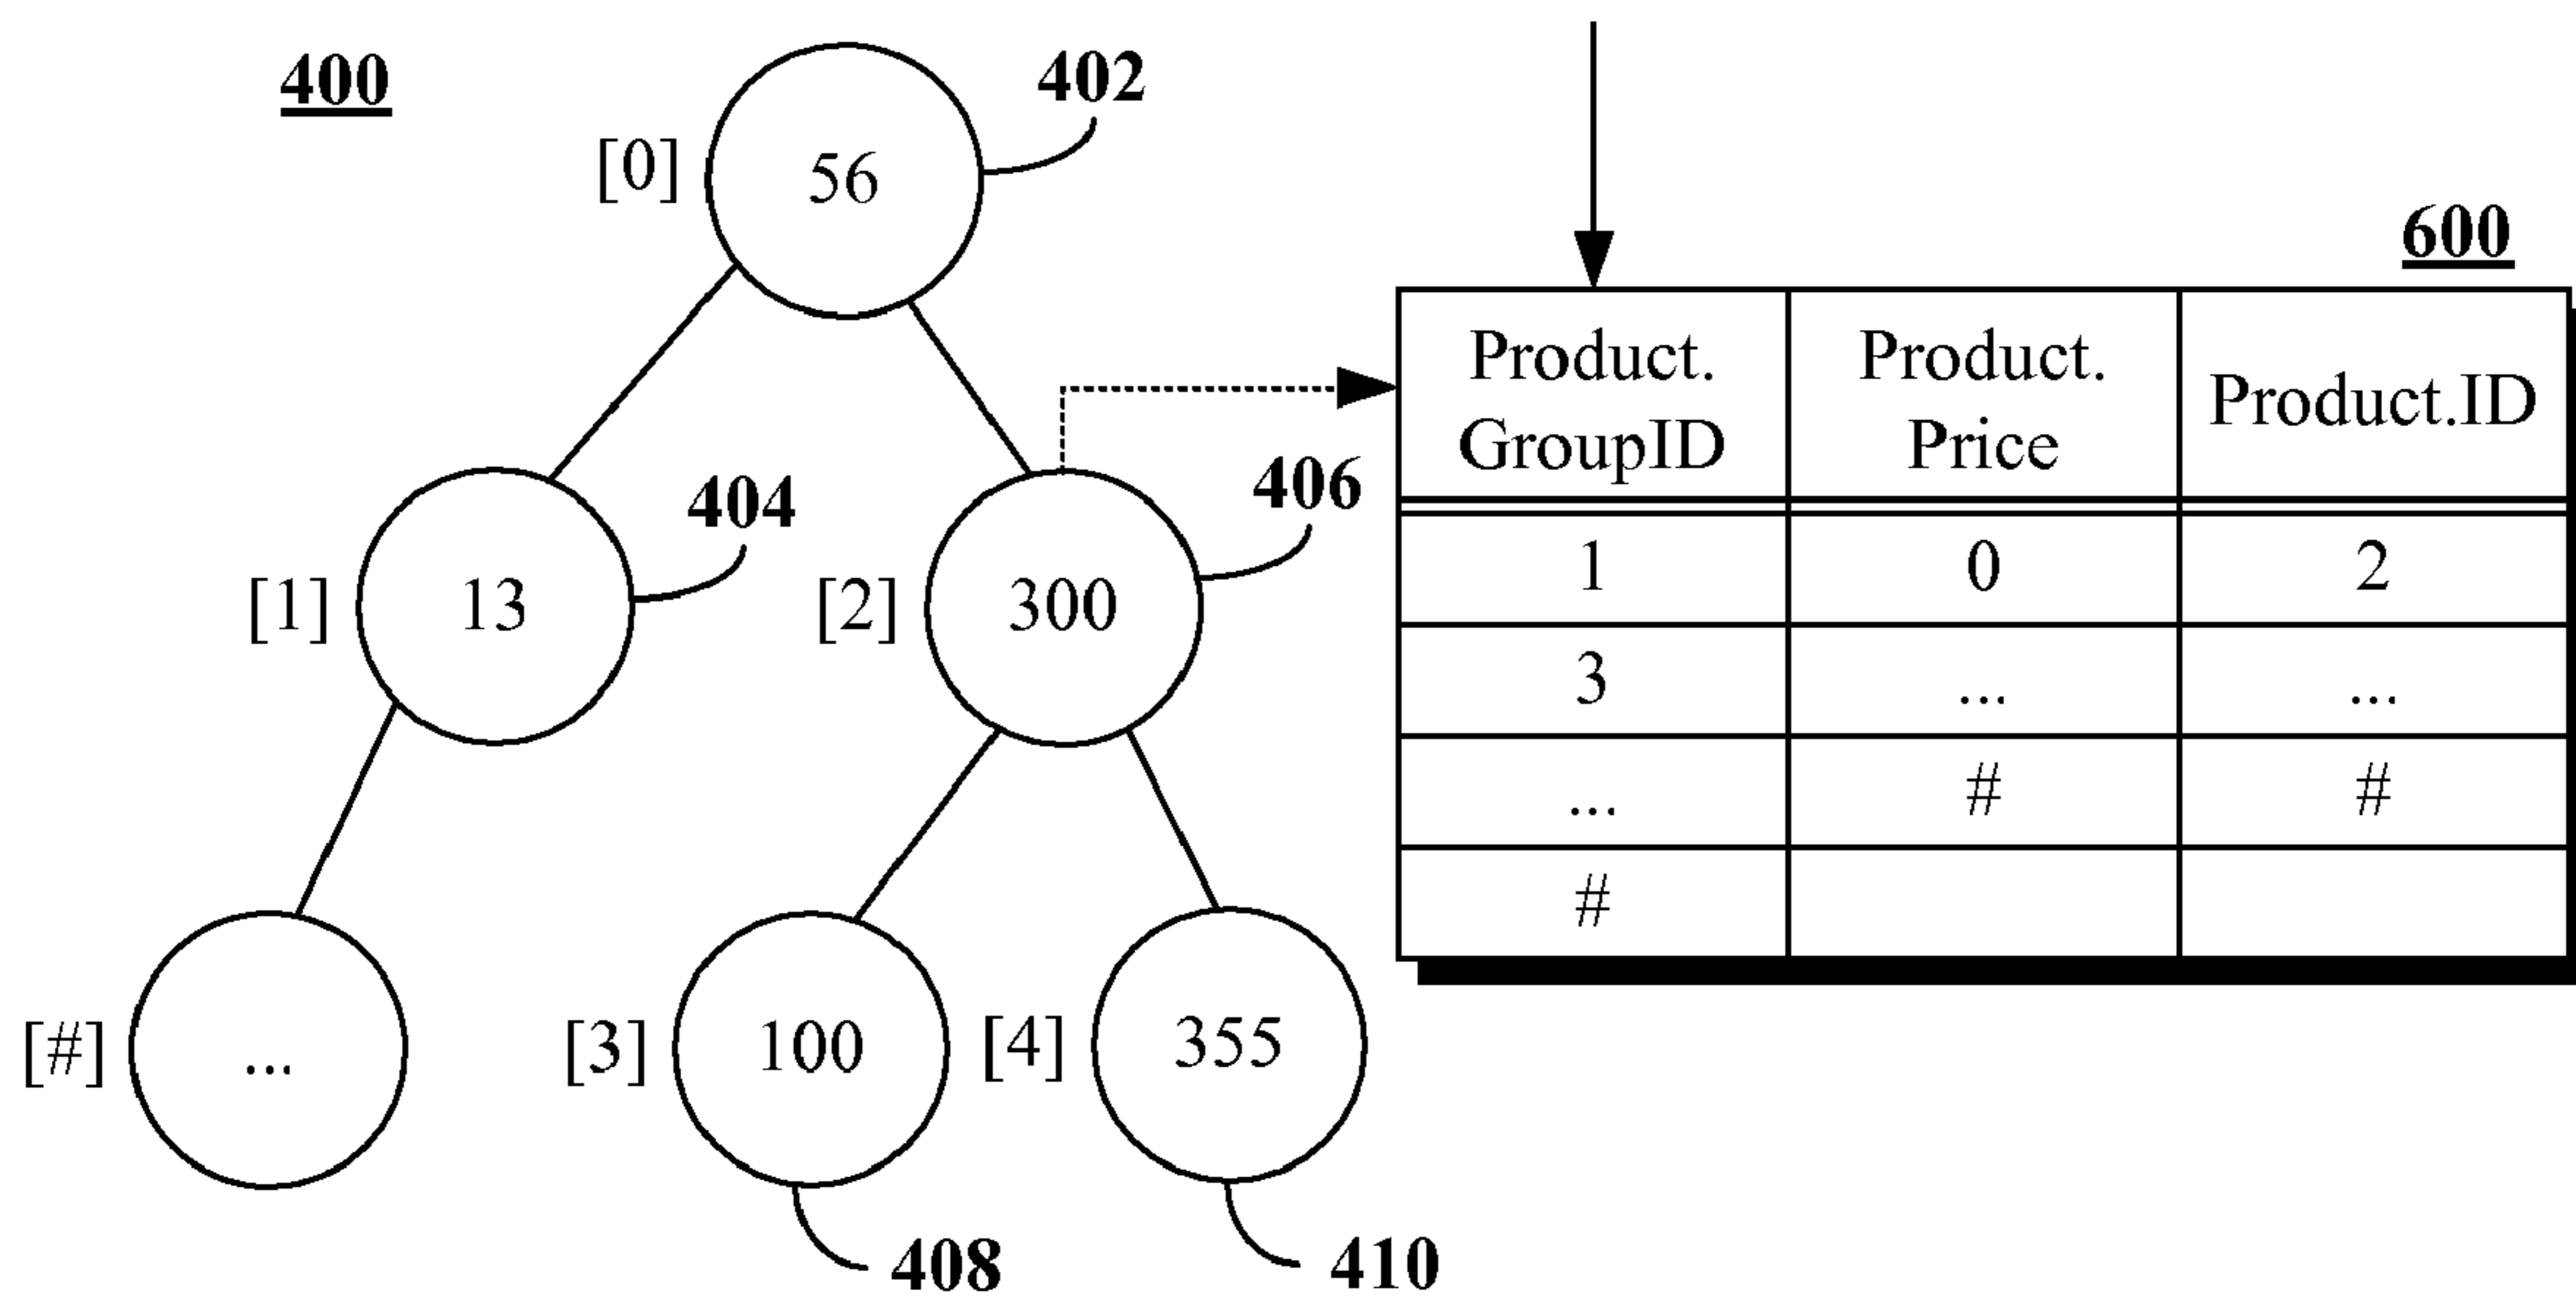 400
402
[0] 56
404
406
[1] 13
[2] 300
[#] ...
[3] 100
[4] 355
408
410
600
Product. GroupID
Product. Price
Product.ID
1 0 2
3 ... ...
... # #
#